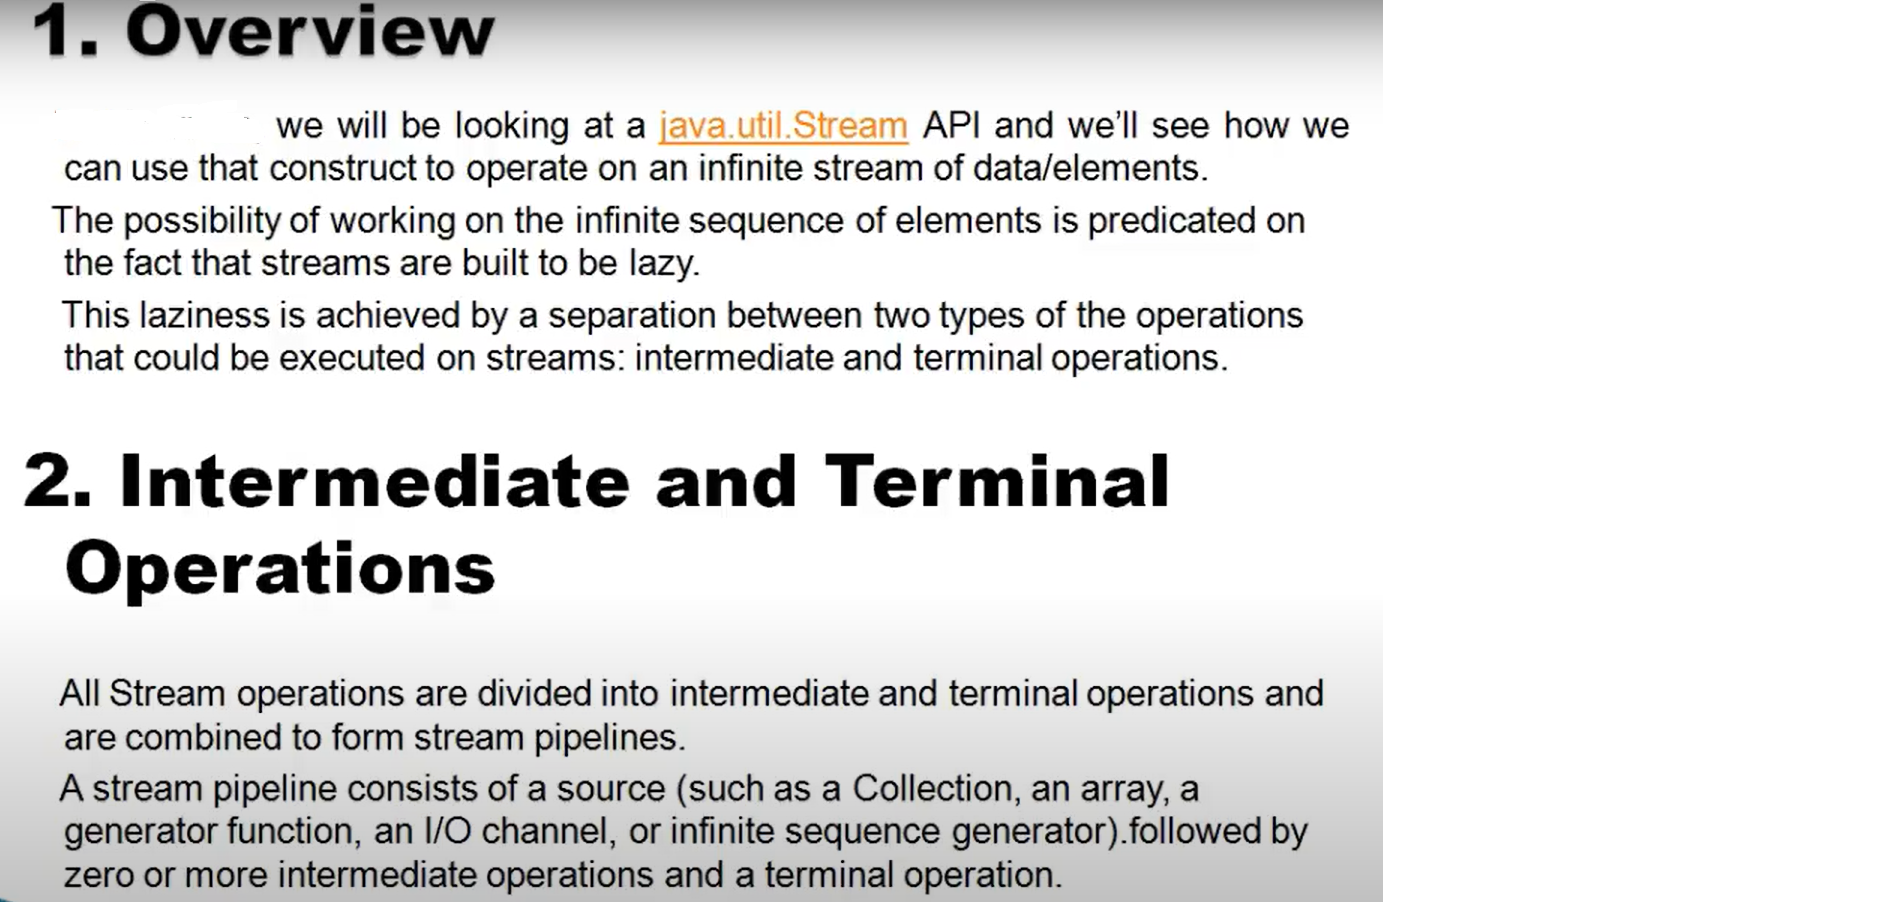 1. Overview
we will be looking at a java.util.Stream API and we'll see how we
can use that construct to operate on an infinite stream of data/elements.
The possibility of working on the infinite sequence of elements is predicated on
the fact that streams are built to be lazy.
This laziness is achieved by a separation between two types of the operations
that could be executed on streams: intermediate and terminal operations.
2. Intermediate and Terminal
Operations
All Stream operations are divided into intermediate and terminal operations and
are combined to form stream pipelines.
A stream pipeline consists of a source (such as a Collection, an array, a
generator function, an I/O channel, or infinite sequence generator).followed by
zero or more intermediate operations and a terminal operation.